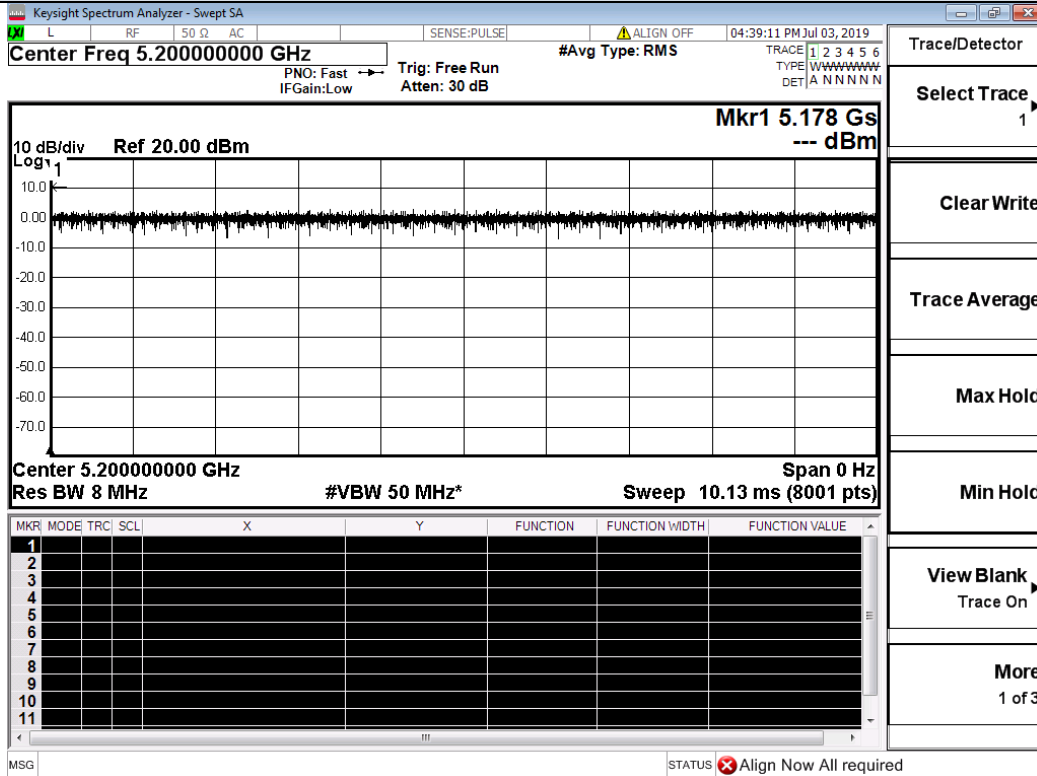 Keysight Spectrum Analyzer - Swept SA
LXI L RF 50 Ω AC SENSE:PULSE ALIGN OFF 04:39:11 PM Jul 03, 2019
Center Freq 5.200000000 GHz
#Avg Type: RMS
TRACE 1 2 3 4 5 6
TYPE WWWWWW
DET A N N N N N
PNO: Fast
IFGain:Low
Trig: Free Run
Atten: 30 dB
Mkr1 5.178 Gs
--- dBm
10 dB/div Ref 20.00 dBm
Log
1
10.0
0.00
-10.0
-20.0
-30.0
-40.0
-50.0
-60.0
-70.0
Center 5.200000000 GHz Span 0 Hz
Res BW 8 MHz #VBW 50 MHz* Sweep 10.13 ms (8001 pts)
MKR MODE TRC SCL X Y FUNCTION FUNCTION WIDTH FUNCTION VALUE
1
2
3
4
5
6
7
8
9
10
11
MSG STATUS Align Now All required
Trace/Detector
Select Trace
1
Clear Write
Trace Average
Max Hold
Min Hold
View Blank
Trace On
More
1 of 3